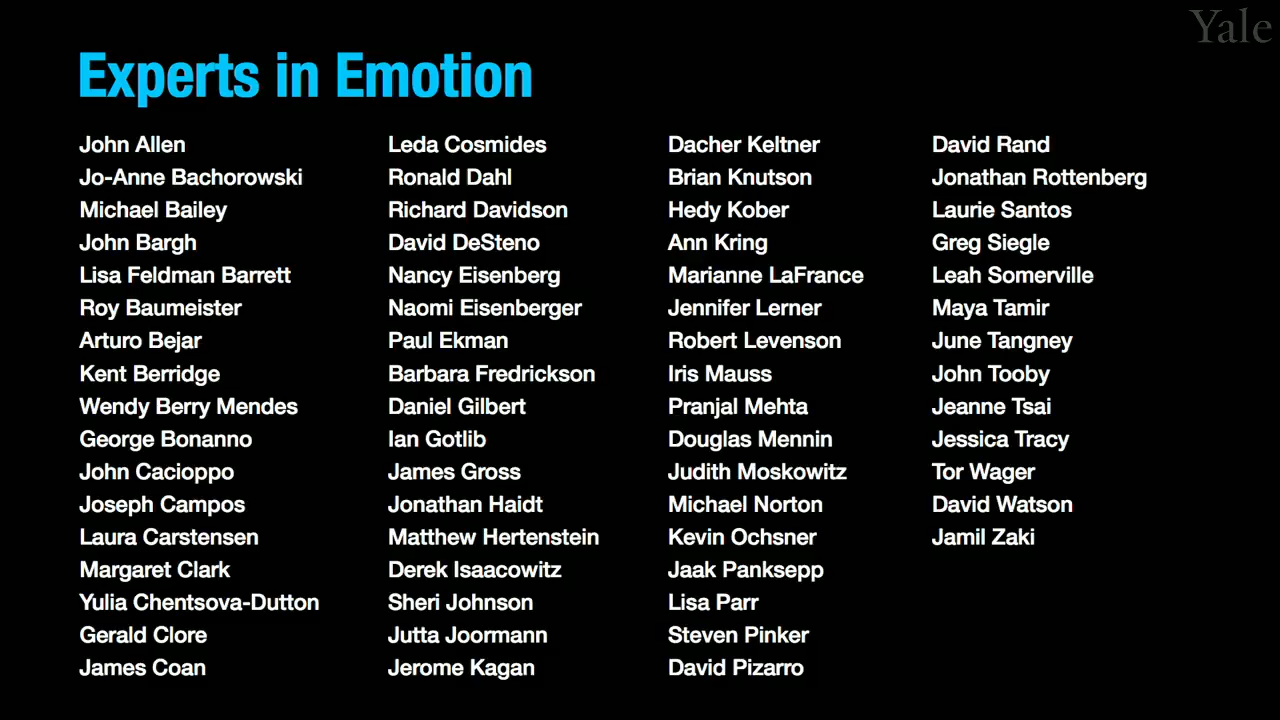 Yale
Experts in Emotion
John Allen
Jo-Anne Bachorowski
Michael Bailey
John Bargh
Lisa Feldman Barrett
Roy Baumeister
Arturo Bejar
Kent Berridge
Wendy Berry Mendes
George Bonanno
John Cacioppo
Joseph Campos
Laura Carstensen
Margaret Clark
Yulia Chentsova-Dutton
Gerald Clore
James Coan
Leda Cosmides
Ronald Dahl
Richard Davidson
David DeSteno
Nancy Eisenberg
Naomi Eisenberger
Paul Ekman
Barbara Fredrickson
Daniel Gilbert
Ian Gotlib
James Gross
Jonathan Haidt
Matthew Hertenstein
Derek Isaacowitz
Sheri Johnson
Jutta Joormann
Jerome Kagan
Dacher Keltner
Brian Knutson
Hedy Kober
Ann Kring
Marianne LaFrance
Jennifer Lerner
Robert Levenson
Iris Mauss
Pranjal Mehta
Douglas Mennin
Judith Moskowitz
Michael Norton
Kevin Ochsner
Jaak Panksepp
Lisa Parr
Steven Pinker
David Pizarro
David Rand
Jonathan Rottenberg
Laurie Santos
Greg Siegle
Leah Somerville
Maya Tamir
June Tangney
John Tooby
Jeanne Tsai
Jessica Tracy
Tor Wager
David Watson
Jamil Zaki